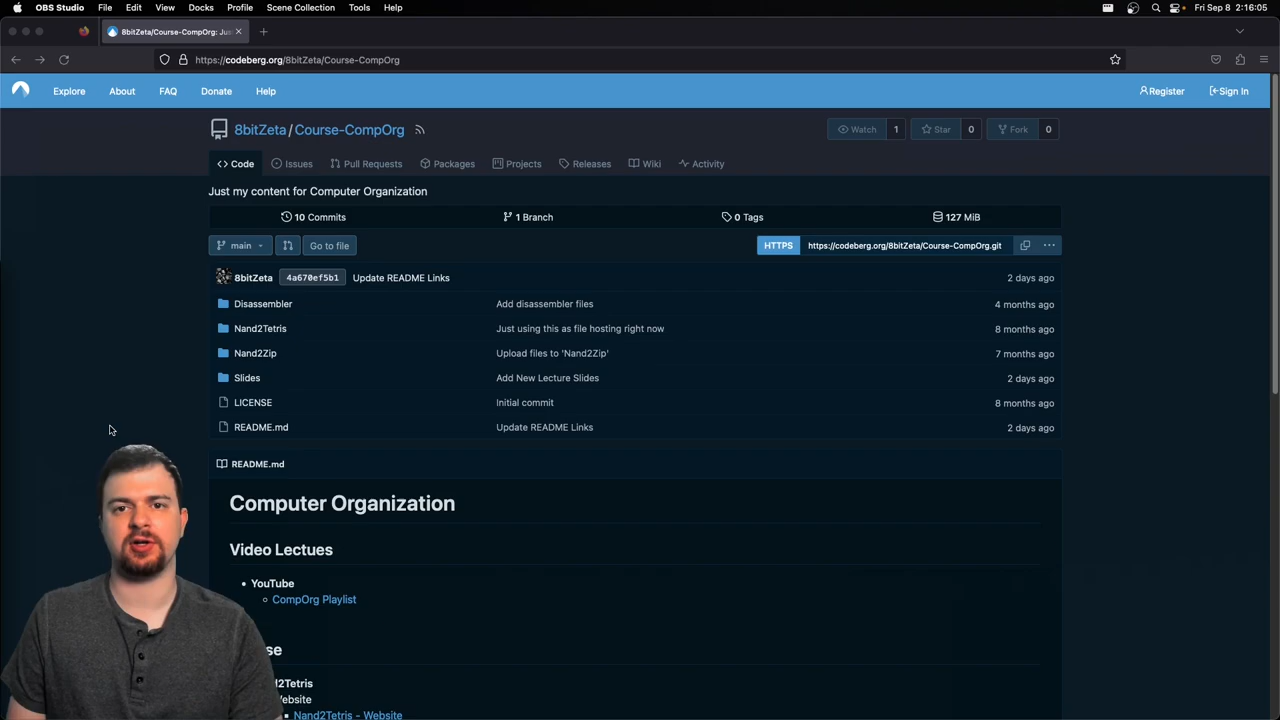 OBS Studio File Edit View Docks Profile Scene Collection Tools Help Fri Sep 8 2:16:05
8bitZeta/Course-CompOrg: Jus
https://codeberg.org/8bitZeta/Course-CompOrg
Explore About FAQ Donate Help Register Sign In
8bitZeta/Course-CompOrg Watch 1 Star 0 Fork 0
<> Code Issues Pull Requests Packages Projects Releases Wiki Activity
Just my content for Computer Organization
10 Commits 1 Branch 0 Tags 127 MiB
main Go to file HTTPS https://codeberg.org/8bitZeta/Course-CompOrg.git
8bitZeta 4a670ef5b1 Update README Links 2 days ago
Disassembler Add disassembler files 4 months ago
Nand2Tetris Just using this as file hosting right now 8 months ago
Nand2Zip Upload files to 'Nand2Zip' 7 months ago
Slides Add New Lecture Slides 2 days ago
LICENSE Initial commit 8 months ago
README.md Update README Links 2 days ago
README.md
Computer Organization
Video Lectues
YouTube
CompOrg Playlist
se
d2Tetris
ebsite
Nand2Tetris - Website